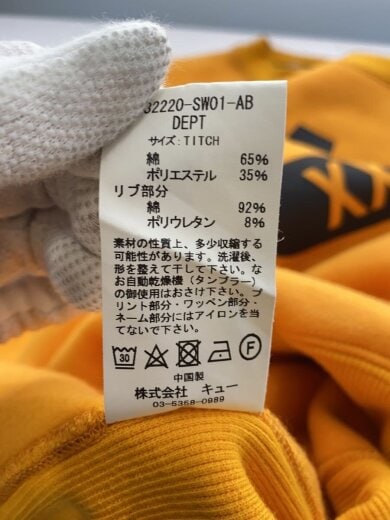 32220-SW01-AB
DEPT
サイズ:TITCH
綿 65%
ポリエステル 35%
リブ部分
綿 92%
ポリウレタン 8%
素材の性質上、多少収縮する
可能性があります。洗濯後、
形を整えて干して下さい。な
お自動乾燥機(タンブラー)
の御使用はおさけ下さい。プ
リント部分・ワッペン部分・
ネーム部分にはアイロンを当
てないで下さい。
30
F
中国製
株式会社 キュー
03-5358-0989
XX